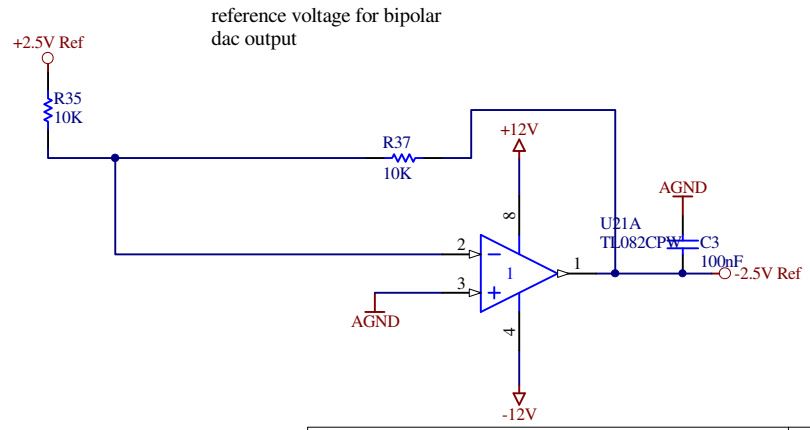 reference voltage for bipolar
dac output
+2.5V Ref
R35
10K
R37
10K
+12V
8
AGND
U21A
TL082CPW
C3
100nF
2
1
1
-2.5V Ref
3
AGND
4
-12V